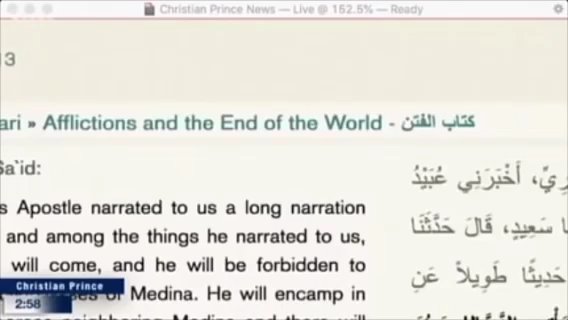 Christian Prince News — Live @ 152.5% — Ready
3
ari » Afflictions and the End of the World - كتاب الفتن
Sa`id:
s Apostle narrated to us a long narration
and among the things he narrated to us,
will come, and he will be forbidden to
of Medina. He will encamp in
رِيِّ، أَخْبَرَنِي عُبَيْدُ
ا سَعِيدٍ، قَالَ حَدَّثَنَا
حَدِيثًا طَوِيلاً عَنِ
Christian Prince
2:58